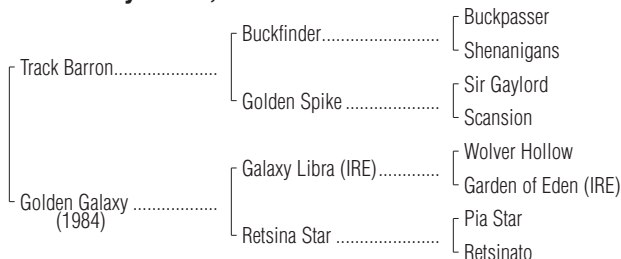 Buckpasser
Buckfinder........................
Shenanigans
Track Barron.....................
Sir Gaylord
Golden Spike ...................
Scansion
Wolver Hollow
Galaxy Libra (IRE).............
Garden of Eden (IRE)
Golden Galaxy .................
(1984)
Pia Star
Retsina Star .....................
Retsinato